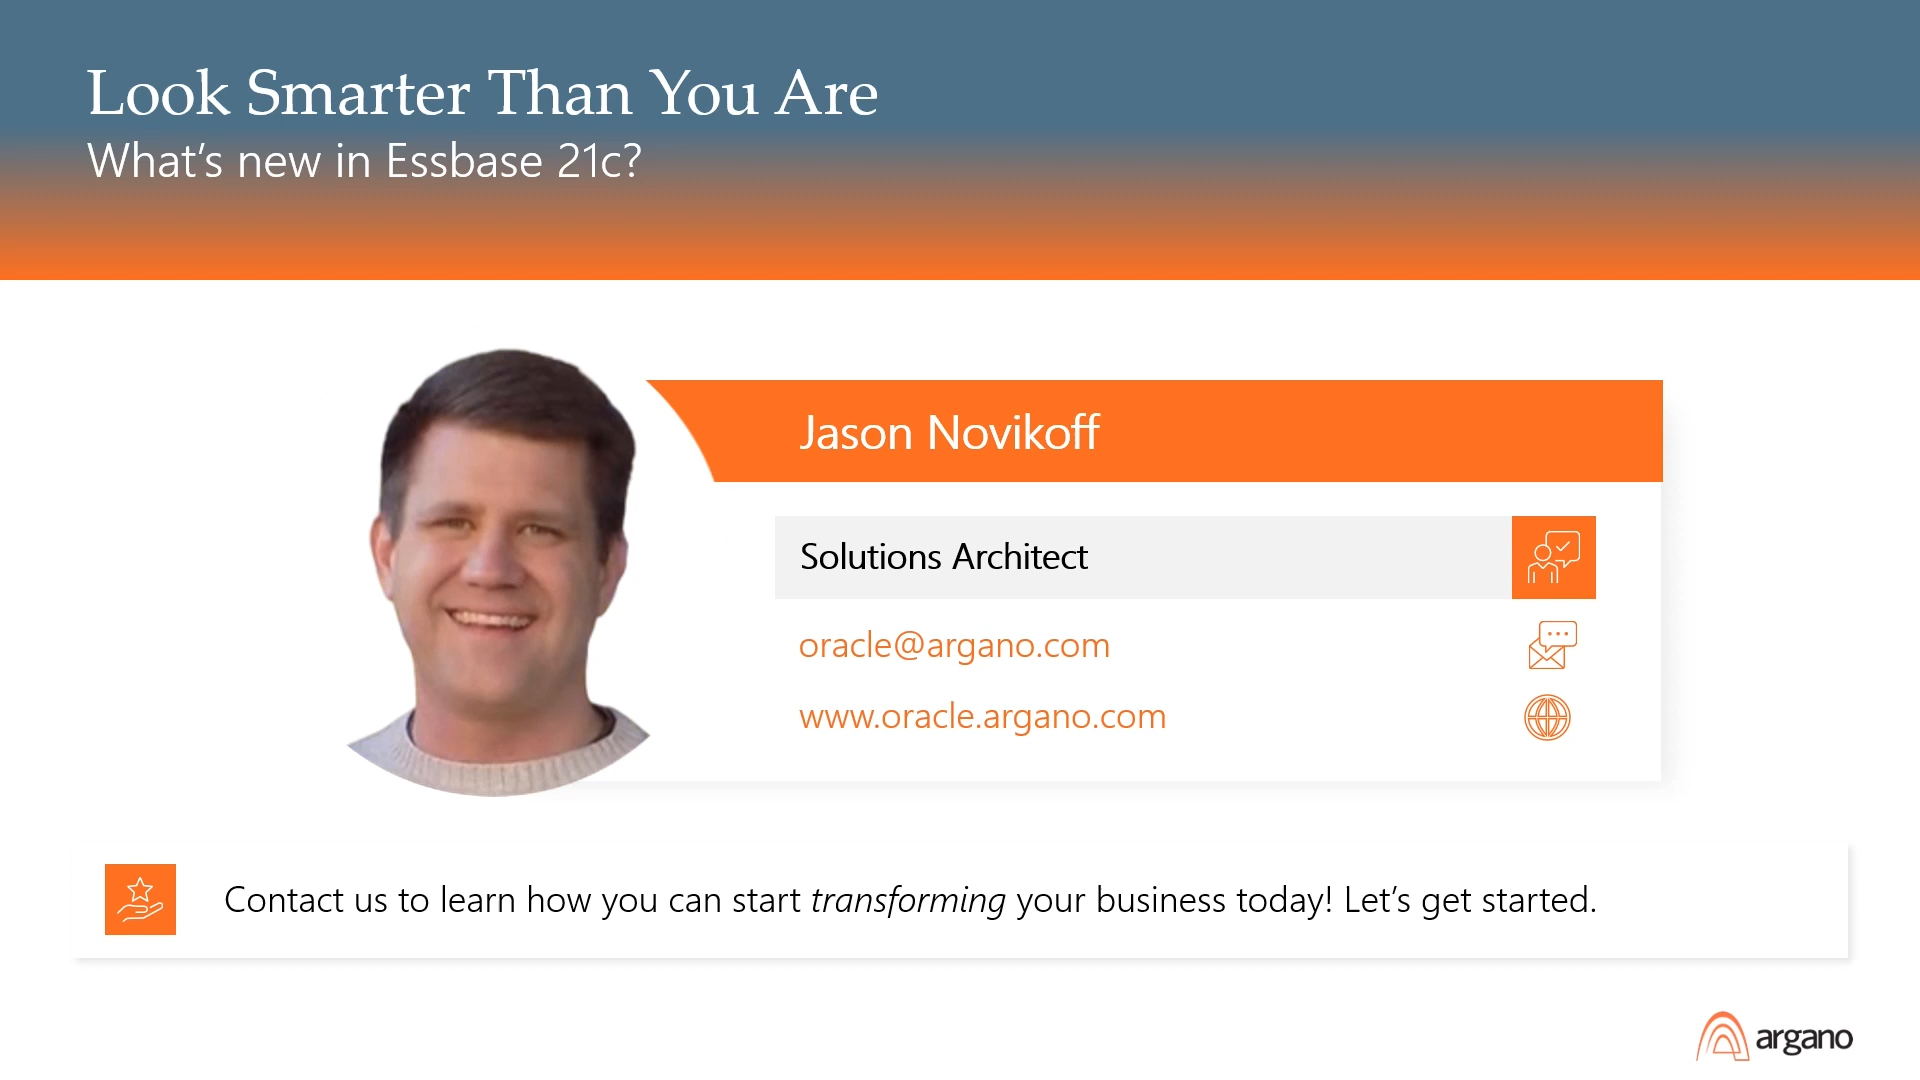 Look Smarter Than You Are
What's new in Essbase 21c?
Jason Novikoff
Solutions Architect
oracle@argano.com
www.oracle.argano.com
Contact us to learn how you can start transforming your business today! Let's get started.
argano